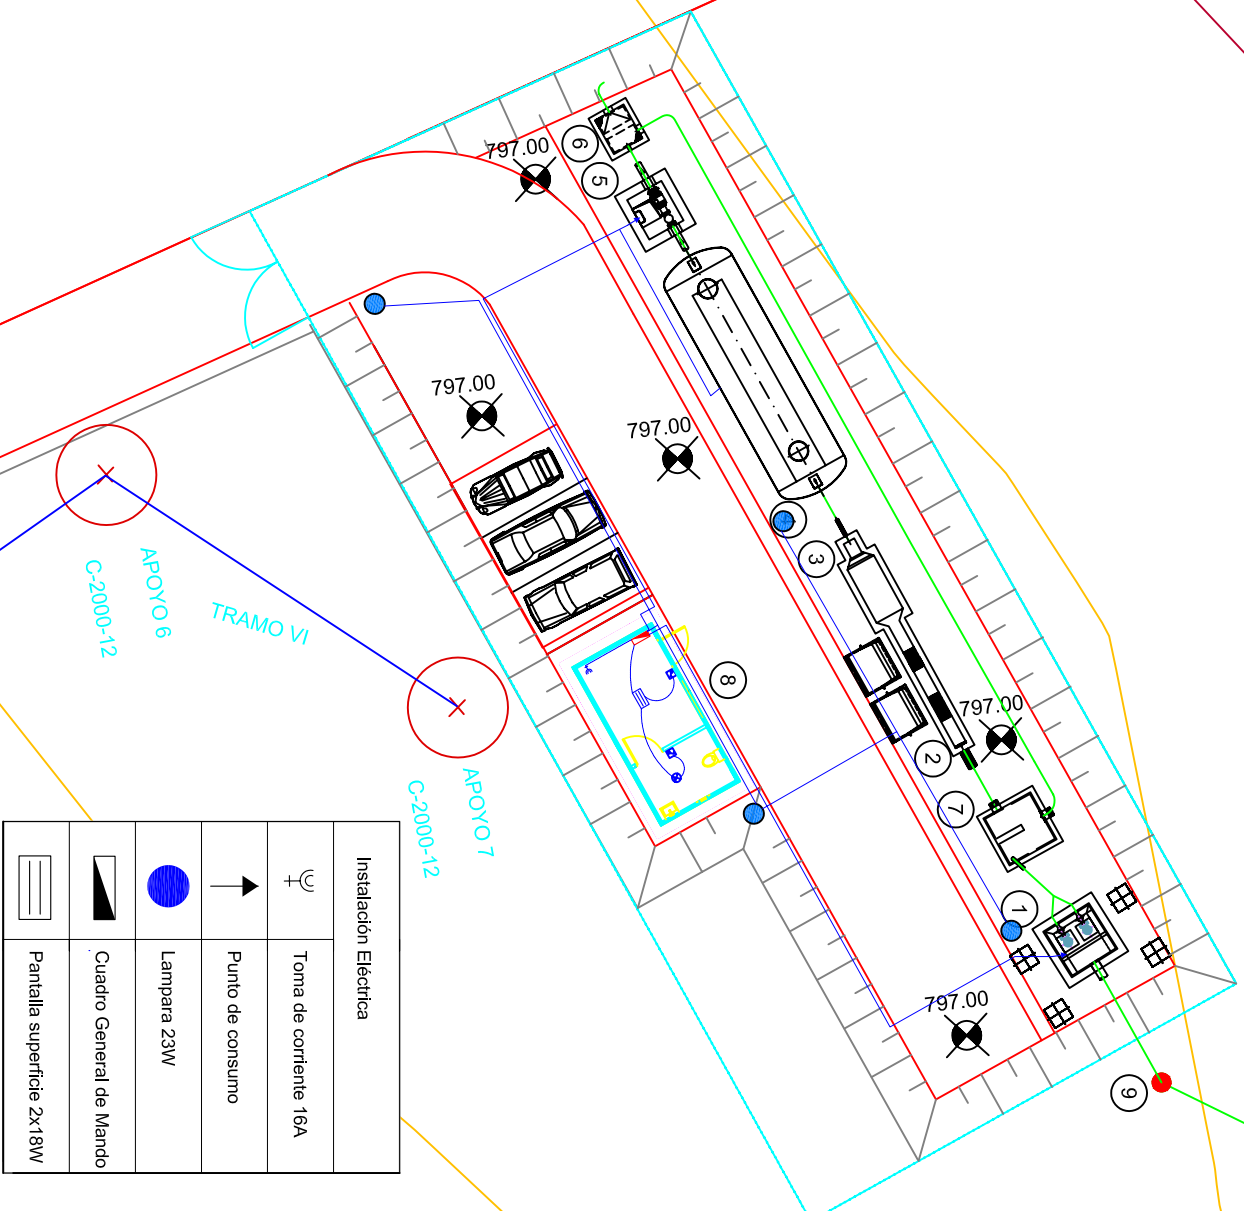 797.00
6
5
797.00
797.00
3
8
797.00
2
7
1
797.00
9
APOYO 6
C-2000-12
TRAMO VI
APOYO 7
C-2000-12
Instalación Eléctrica
Toma de corriente 16A
Punto de consumo
Lampara 23W
Cuadro General de Mando
Pantalla superficie 2x18W